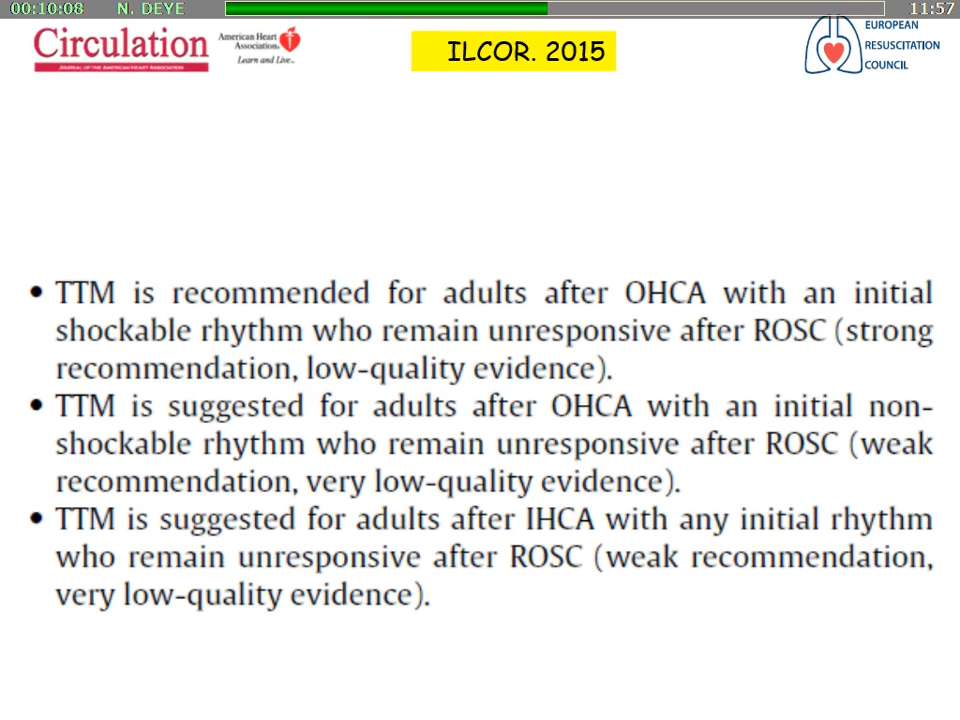 00:10:08 N. DEYE 11:57
Circulation
JOURNAL OF THE AMERICAN HEART ASSOCIATION
American Heart
Association®
Learn and Live™
ILCOR. 2015
EUROPEAN
RESUSCITATION
COUNCIL
• TTM is recommended for adults after OHCA with an initial
shockable rhythm who remain unresponsive after ROSC (strong
recommendation, low-quality evidence).
• TTM is suggested for adults after OHCA with an initial non-
shockable rhythm who remain unresponsive after ROSC (weak
recommendation, very low-quality evidence).
• TTM is suggested for adults after IHCA with any initial rhythm
who remain unresponsive after ROSC (weak recommendation,
very low-quality evidence).